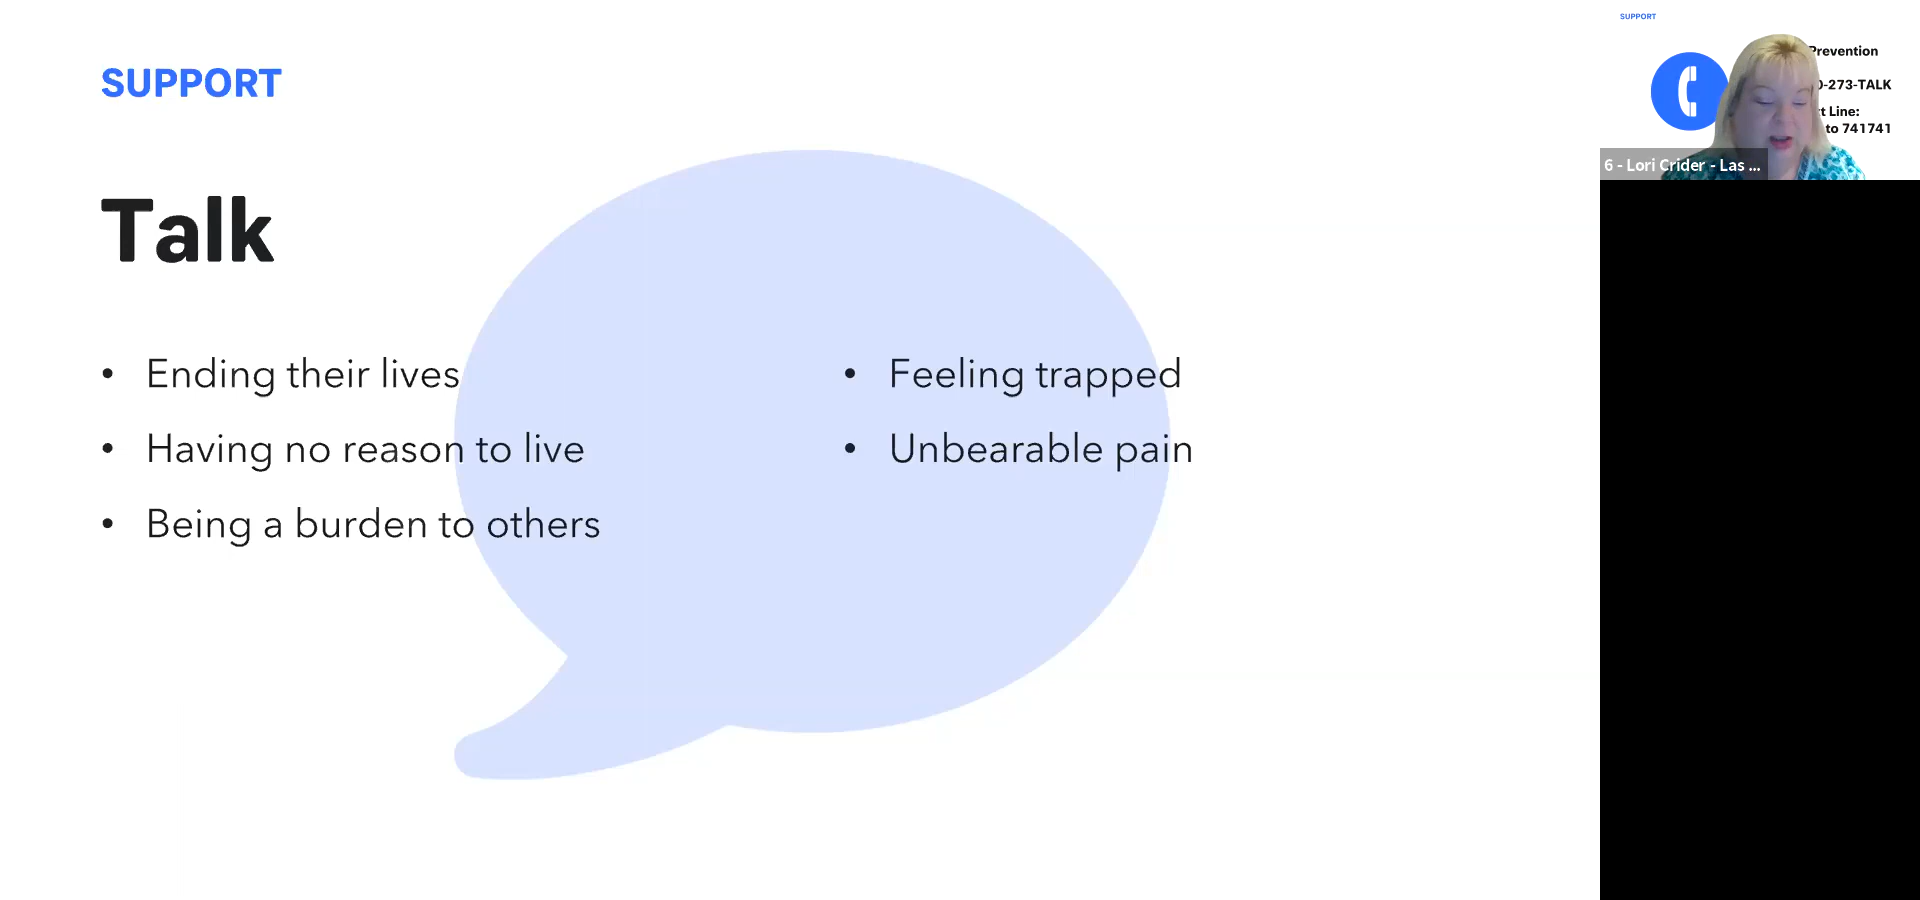 SUPPORT
Talk
• Ending their lives
• Having no reason to live
• Being a burden to others
• Feeling trapped
• Unbearable pain
SUPPORT
Prevention
0-273-TALK
t Line:
to 741741
6 - Lori Crider - Las ...